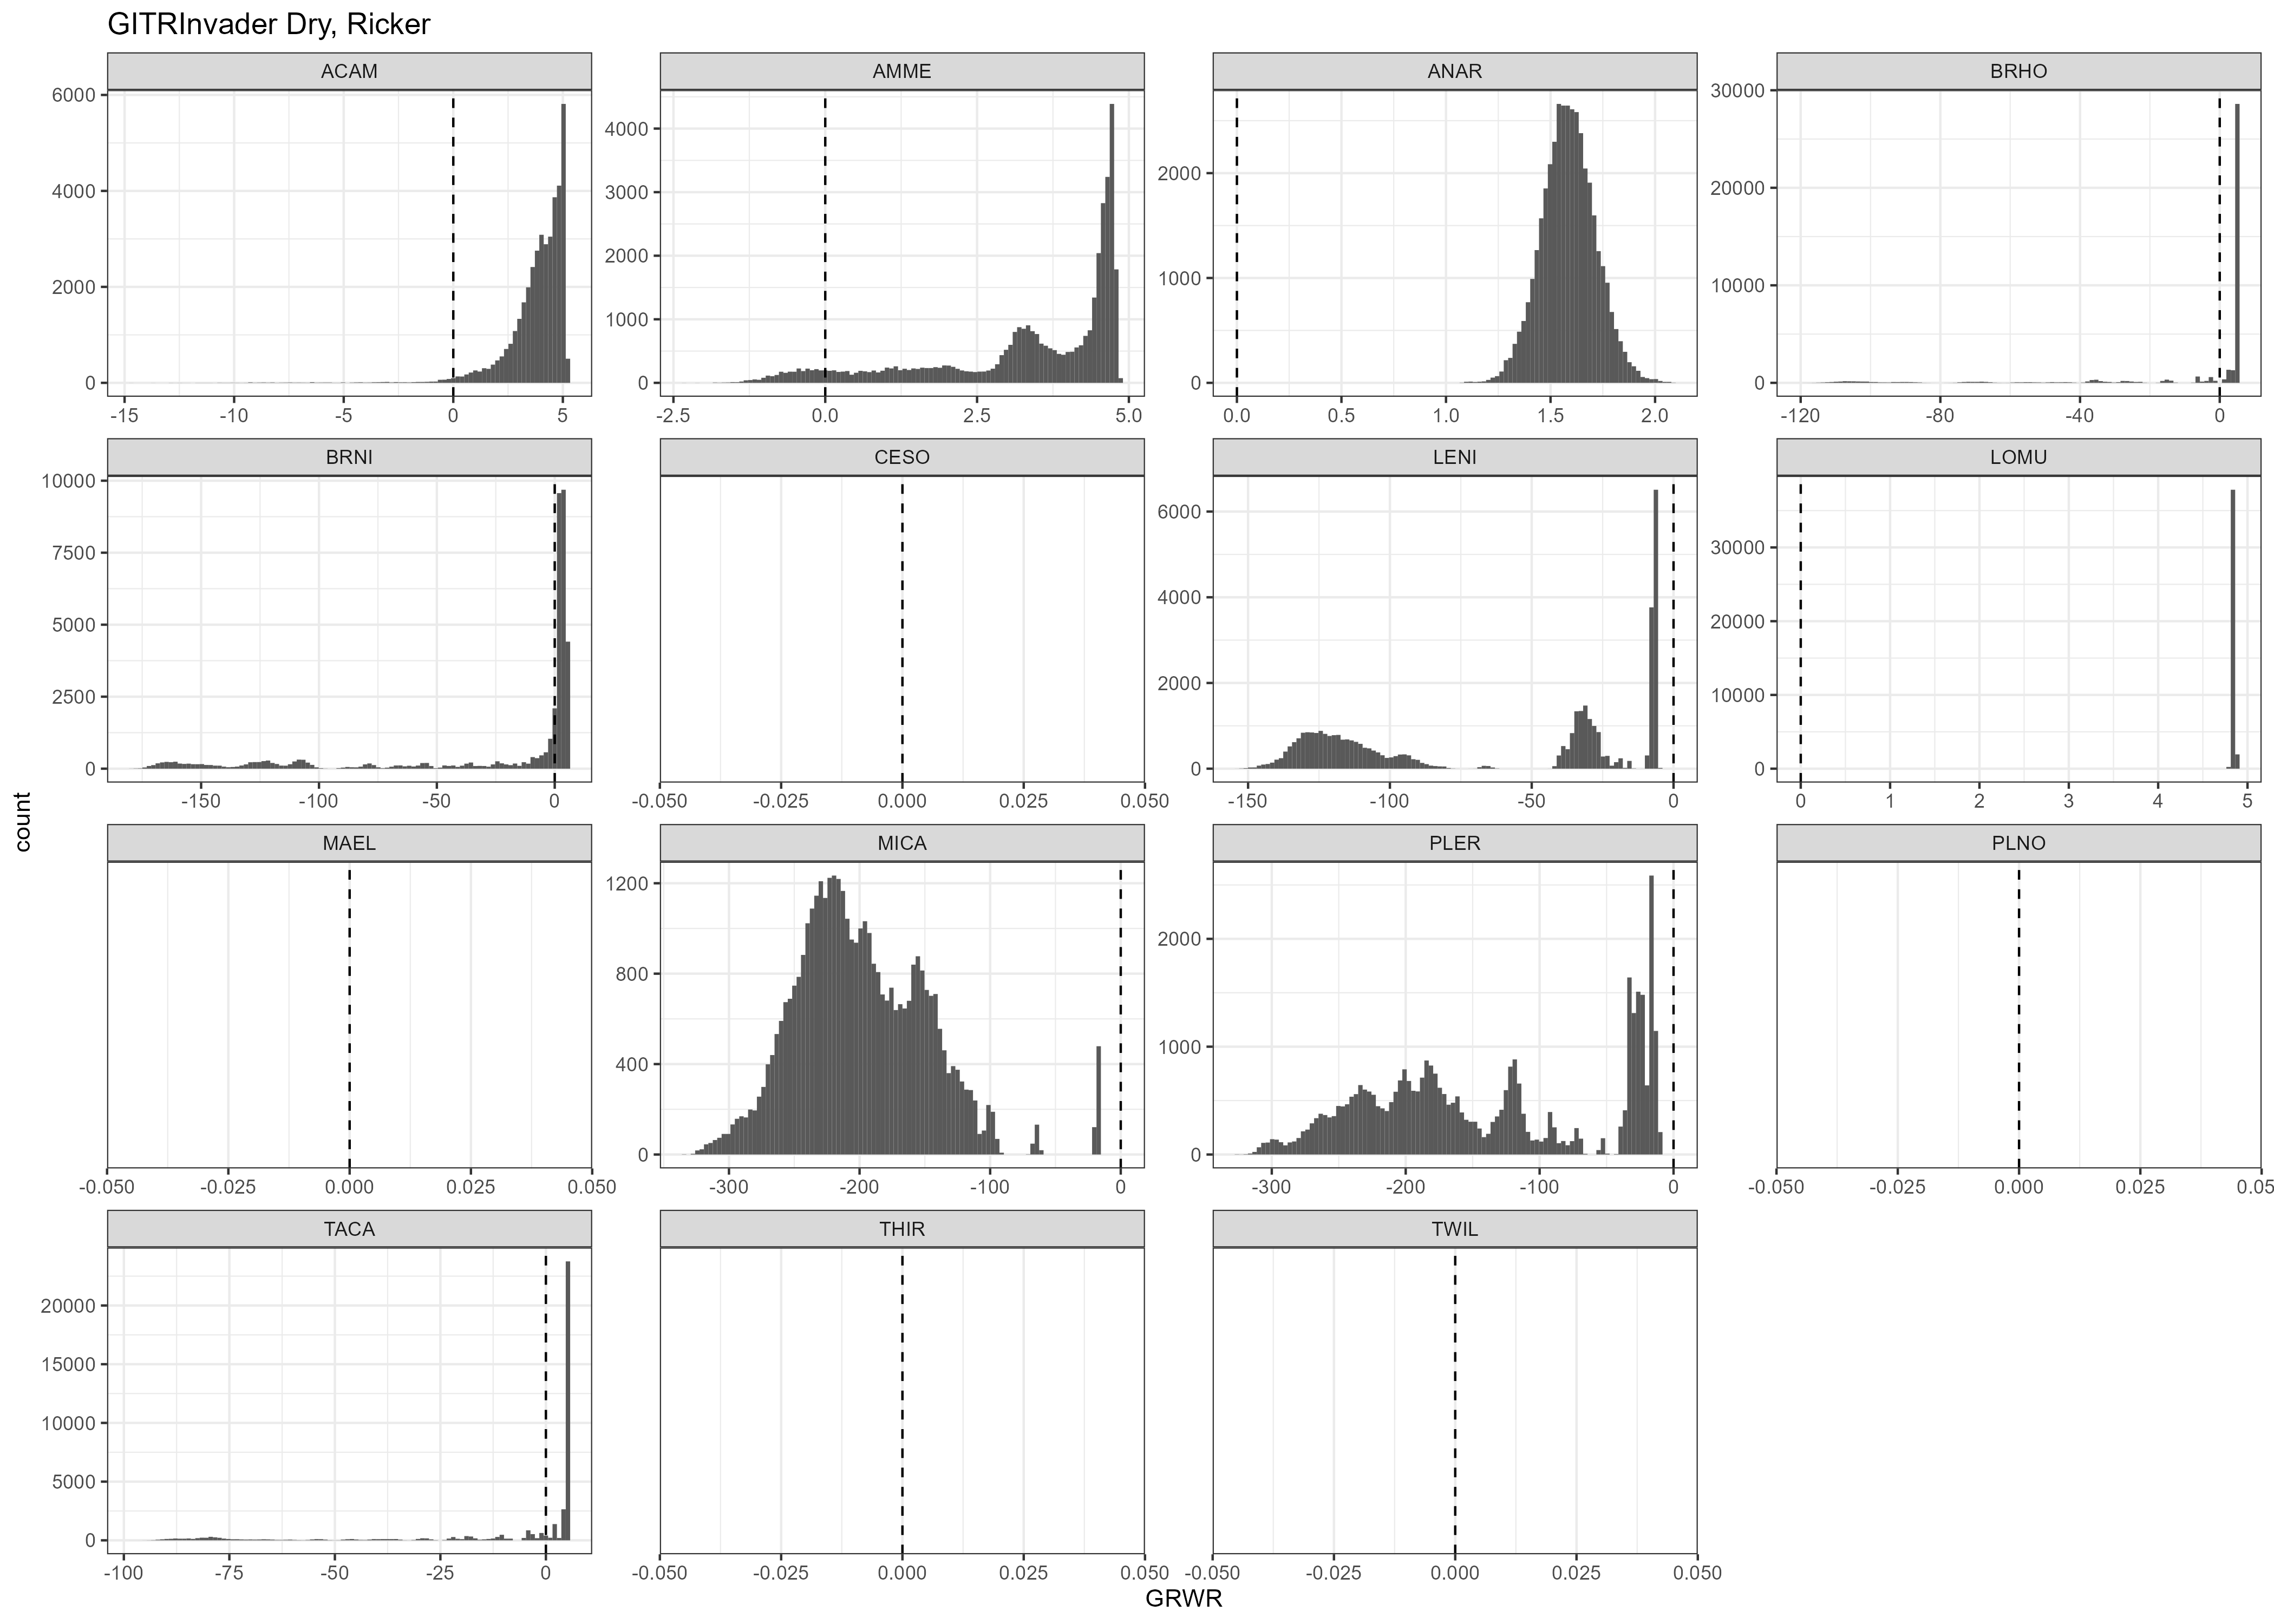 GITRInvader Dry, Ricker
ACAM
AMME
ANAR
BRHO
6000
4000
2000
0
4000
3000
2000
1000
0
2000
1000
0
30000
20000
10000
0
-15 -10 -5 0 5
-2.5 0.0 2.5 5.0
0.0 0.5 1.0 1.5 2.0
-120 -80 -40 0
BRNI
CESO
LENI
LOMU
10000
7500
5000
2500
0
6000
4000
2000
0
30000
20000
10000
0
-150 -100 -50 0
-0.050 -0.025 0.000 0.025 0.050
-150 -100 -50 0
0 1 2 3 4 5
count
MAEL
MICA
PLER
PLNO
1200
800
400
0
2000
1000
0
-0.050 -0.025 0.000 0.025 0.050
-300 -200 -100 0
-300 -200 -100 0
-0.050 -0.025 0.000 0.025 0.05
TACA
THIR
TWIL
20000
15000
10000
5000
0
-100 -75 -50 -25 0
-0.050 -0.025 0.000 0.025 0.050
-0.050 -0.025 0.000 0.025 0.050
GRWR